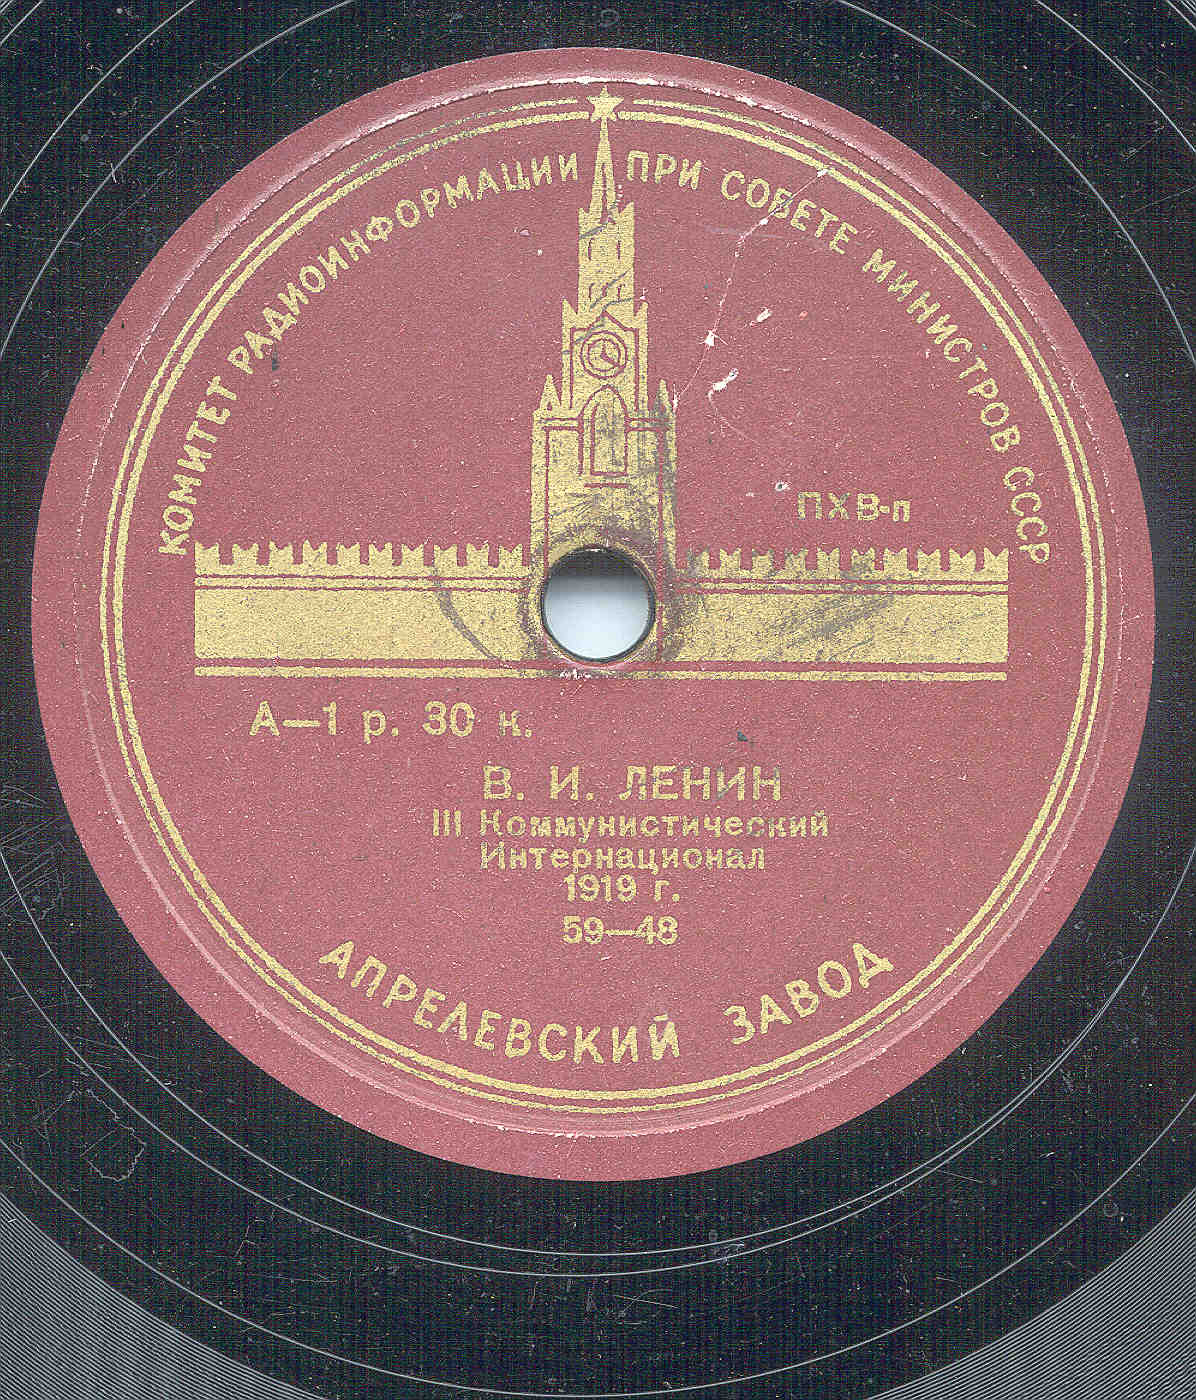 КОМИТЕТ РАДИОИНФОРМАЦИИ ПРИ СОВЕТЕ МИНИСТРОВ СССР
ПХВ-п
А—1 р. 30 к.
В. И. ЛЕНИН
III Коммунистический
Интернационал
1919 г.
59—48
АПРЕЛЕВСКИЙ ЗАВОД